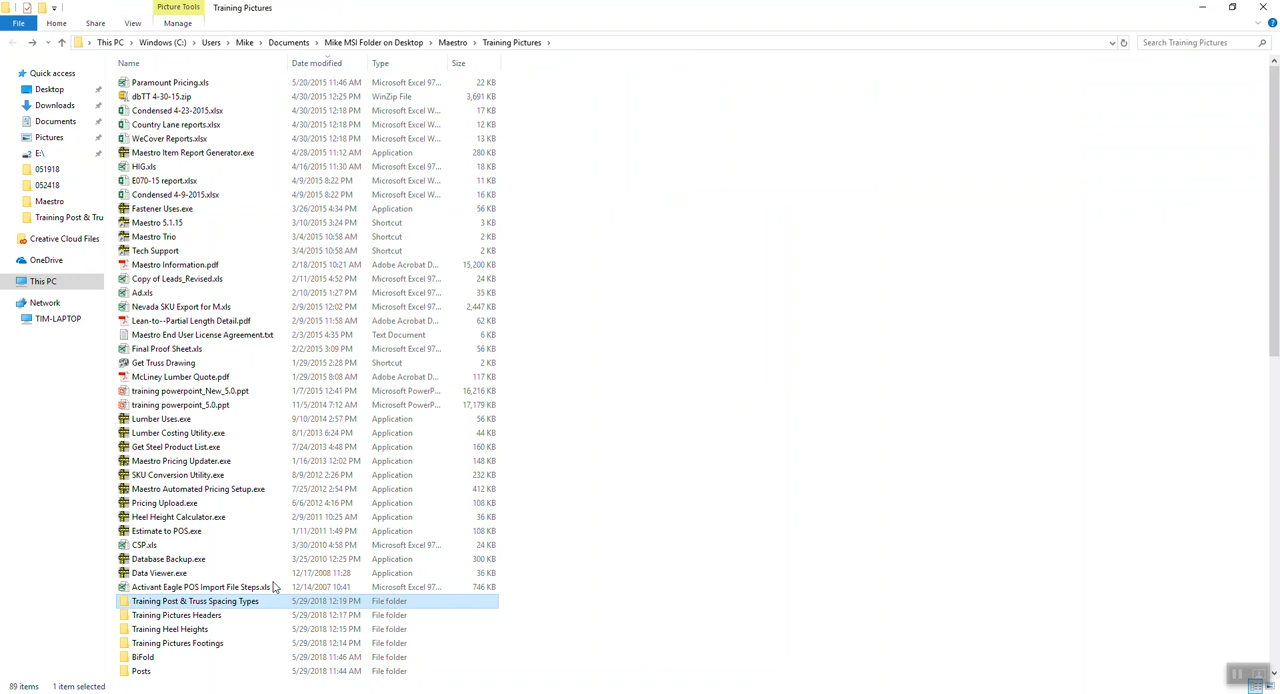 Picture Tools Training Pictures
File Home Share View Manage
This PC Windows (C:) Users Mike Documents Mike MSI Folder on Desktop Maestro Training Pictures Search Training Pictures
Name Date modified Type Size
Quick access
Desktop
Downloads
Documents
Pictures
E:\
051918
052418
Maestro
Training Post & Tru
Creative Cloud Files
OneDrive
This PC
Network
TIM-LAPTOP
Paramount Pricing.xls 5/20/2015 11:46 AM Microsoft Excel 97... 22 KB
dbTT 4-30-15.zip 4/30/2015 12:25 PM WinZip File 3,691 KB
Condensed 4-23-2015.xlsx 4/30/2015 12:18 PM Microsoft Excel W... 17 KB
Country Lane reports.xlsx 4/30/2015 12:18 PM Microsoft Excel W... 12 KB
WeCover Reports.xlsx 4/30/2015 12:18 PM Microsoft Excel W... 13 KB
Maestro Item Report Generator.exe 4/28/2015 11:12 AM Application 280 KB
HIG.xls 4/16/2015 11:30 AM Microsoft Excel 97... 18 KB
E070-15 report.xlsx 4/9/2015 8:22 PM Microsoft Excel W... 11 KB
Condensed 4-9-2015.xlsx 4/9/2015 8:22 PM Microsoft Excel W... 16 KB
Fastener Uses.exe 3/26/2015 4:34 PM Application 56 KB
Maestro 5.1.15 3/10/2015 3:24 PM Shortcut 3 KB
Maestro Trio 3/4/2015 10:58 AM Shortcut 2 KB
Tech Support 3/4/2015 10:58 AM Shortcut 2 KB
Maestro Information.pdf 2/18/2015 10:21 AM Adobe Acrobat D... 15,200 KB
Copy of Leads_Revised.xls 2/11/2015 4:52 PM Microsoft Excel 97... 24 KB
Ad.xls 2/10/2015 1:27 PM Microsoft Excel 97... 35 KB
Nevada SKU Export for M.xls 2/9/2015 12:02 PM Microsoft Excel 97... 2,447 KB
Lean-to--Partial Length Detail.pdf 2/9/2015 11:58 AM Adobe Acrobat D... 62 KB
Maestro End User License Agreement.txt 2/3/2015 4:35 PM Text Document 6 KB
Final Proof Sheet.xls 2/2/2015 3:09 PM Microsoft Excel 97... 56 KB
Get Truss Drawing 1/29/2015 2:28 PM Shortcut 2 KB
McLiney Lumber Quote.pdf 1/29/2015 8:08 AM Adobe Acrobat D... 117 KB
training powerpoint_New_5.0.ppt 1/7/2015 12:41 PM Microsoft PowerP... 16,216 KB
training powerpoint_5.0.ppt 11/5/2014 7:12 AM Microsoft PowerP... 17,179 KB
Lumber Uses.exe 9/10/2014 2:57 PM Application 56 KB
Lumber Costing Utility.exe 8/1/2013 6:24 PM Application 44 KB
Get Steel Product List.exe 7/24/2013 4:48 PM Application 160 KB
Maestro Pricing Updater.exe 1/16/2013 12:02 PM Application 148 KB
SKU Conversion Utility.exe 8/9/2012 2:26 PM Application 232 KB
Maestro Automated Pricing Setup.exe 7/25/2012 2:54 PM Application 412 KB
Pricing Upload.exe 6/6/2012 4:16 PM Application 108 KB
Heel Height Calculator.exe 2/9/2011 10:25 AM Application 36 KB
Estimate to POS.exe 1/11/2011 1:49 PM Application 108 KB
CSP.xls 3/30/2010 4:58 PM Microsoft Excel 97... 24 KB
Database Backup.exe 3/25/2010 12:25 PM Application 300 KB
Data Viewer.exe 12/17/2008 11:28 Application 36 KB
Activant Eagle POS Import File Steps.xls 12/14/2007 10:41 Microsoft Excel 97... 746 KB
Training Post & Truss Spacing Types 5/29/2018 12:19 PM File folder
Training Pictures Headers 5/29/2018 12:17 PM File folder
Training Heel Heights 5/29/2018 12:15 PM File folder
Training Pictures Footings 5/29/2018 12:14 PM File folder
BiFold 5/29/2018 11:46 AM File folder
Posts 5/29/2018 11:44 AM File folder
89 items 1 item selected